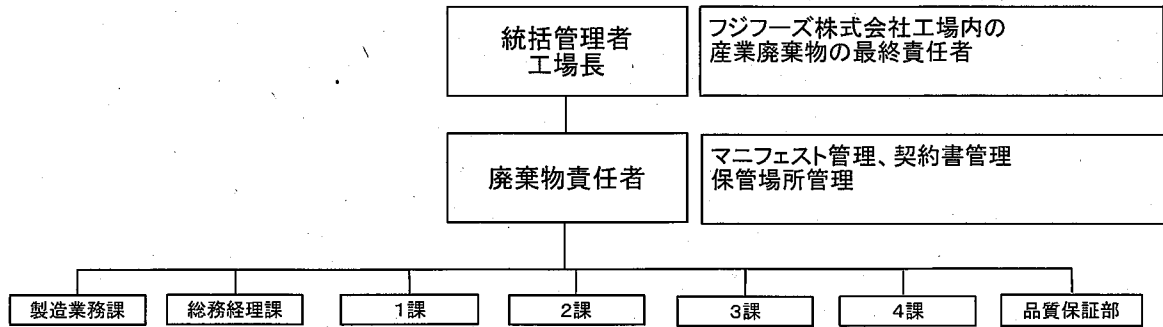 統括管理者
工場長
フジフーズ株式会社工場内の
産業廃棄物の最終責任者
廃棄物責任者
マニフェスト管理、契約書管理
保管場所管理
製造業務課
総務経理課
1課
2課
3課
4課
品質保証部